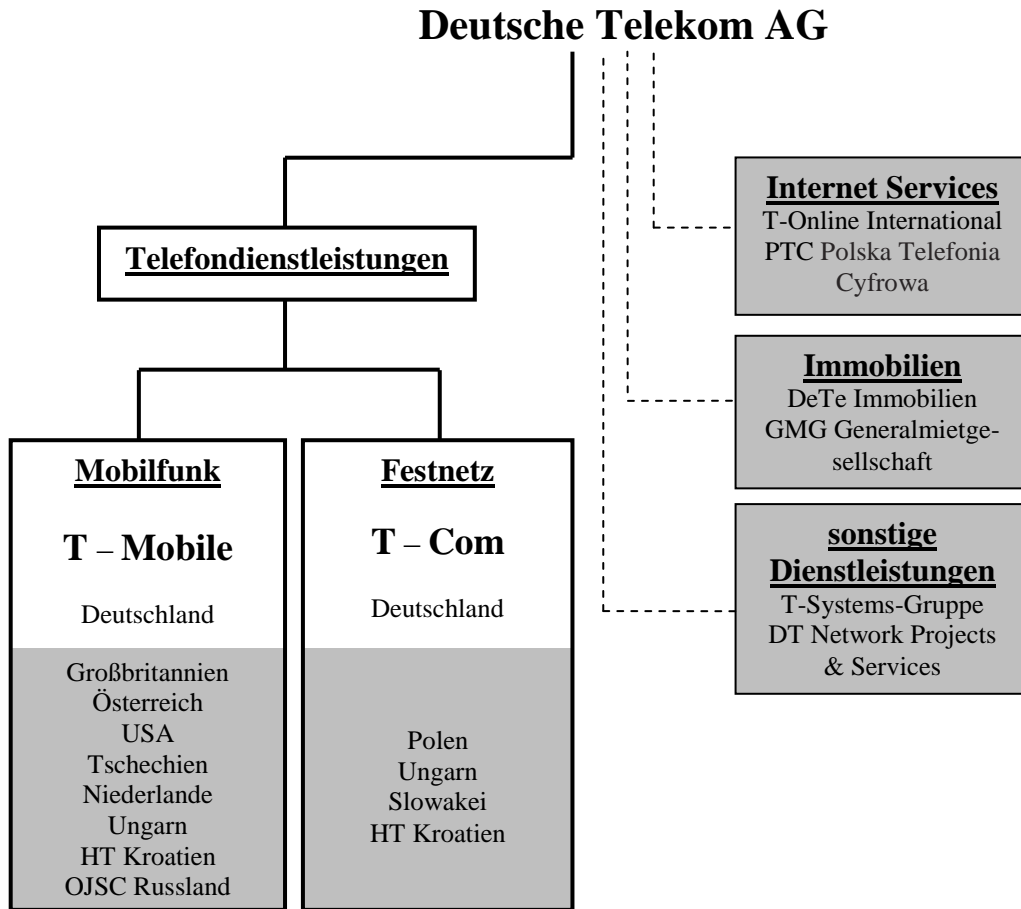 Deutsche Telekom AG
Telefondienstleistungen
Mobilfunk
T – Mobile
Deutschland
Großbritannien
Österreich
USA
Tschechien
Niederlande
Ungarn
HT Kroatien
OJSC Russland
Festnetz
T – Com
Deutschland
Polen
Ungarn
Slowakei
HT Kroatien
Internet Services
T-Online International
PTC Polska Telefonia
Cyfrowa
Immobilien
DeTe Immobilien
GMG Generalmietge-
sellschaft
sonstige
Dienstleistungen
T-Systems-Gruppe
DT Network Projects
& Services